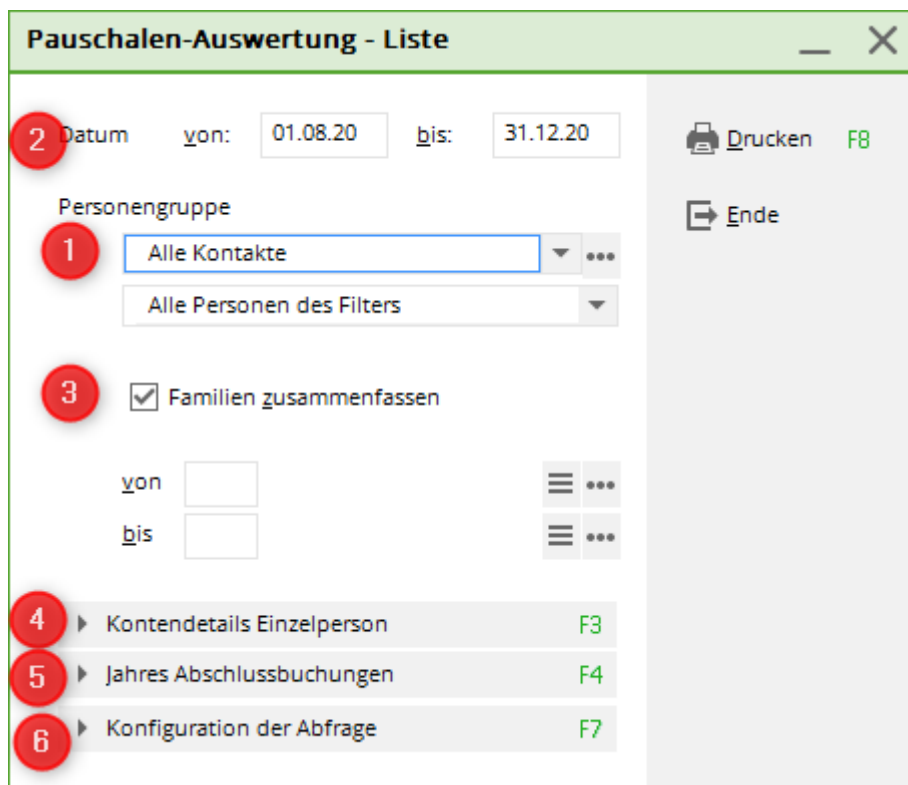 Pauschalen-Auswertung - Liste
2 Datum von: 01.08.20 bis: 31.12.20
Drucken F8
Personengruppe
Ende
1 Alle Kontakte
Alle Personen des Filters
3 Familien zusammenfassen
von
bis
4 Kontendetails Einzelperson F3
5 Jahres Abschlussbuchungen F4
6 Konfiguration der Abfrage F7